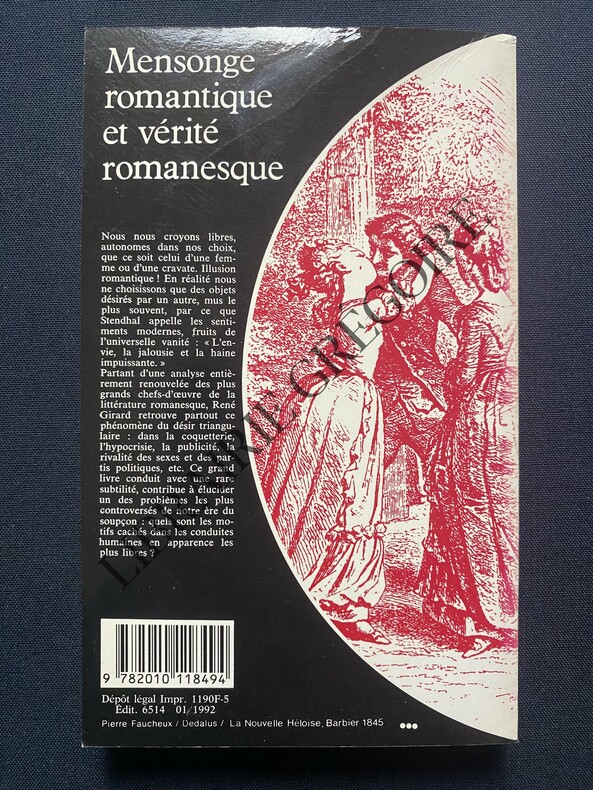 Mensonge
romantique
et vérité
romanesque
Nous nous croyons libres,
autonomes dans nos choix,
que ce soit celui d'une fem-
me ou d'une cravate. Illusion
romantique ! En réalité nous
ne choisissons que des objets
désirés par un autre, mus le
plus souvent, par ce que
Stendhal appelle les senti-
ments modernes, fruits de
l'universelle vanité : « L'en-
vie, la jalousie et la haine
impuissante. »
Partant d'une analyse entiè-
rement renouvelée des plus
grands chefs-d'œuvre de la
littérature romanesque, René
Girard retrouve partout ce
phénomène du désir triangu-
laire : dans la coquetterie,
l'hypocrisie, la publicité, la
rivalité des sexes et des par-
tis politiques, etc. Ce grand
livre conduit avec une rare
subtilité, contribue à élucider
un des problèmes les plus
controversés de notre ère du
soupçon : quels sont les mo-
tifs cachés dans les conduites
humaines en apparence les
plus libres ?
LIBRAIRIE GREGOIRE
9 782010 118494
Dépôt légal Impr. 1190F-5
Édit. 6514 01/1992
Pierre Faucheux / Dedalus / La Nouvelle Héloïse, Barbier 1845